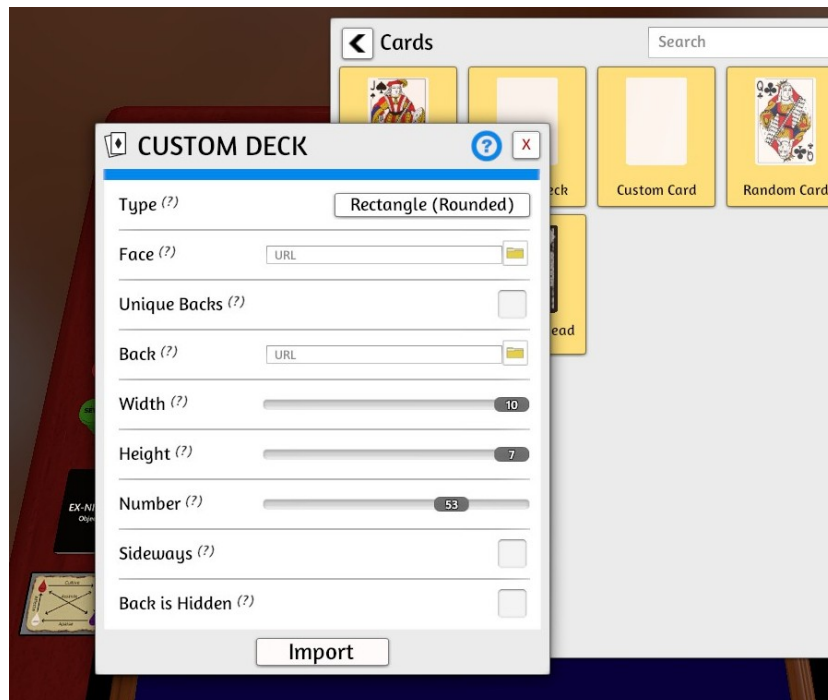 Cards
Search
CUSTOM DECK
?
X
Type (?)
Rectangle (Rounded)
Face (?)
URL
Unique Backs (?)
Back (?)
URL
Width (?)
10
Height (?)
7
Number (?)
53
Sideways (?)
Back is Hidden (?)
Import
J
eck
Custom Card
Q
Random Card
ead
EX-NI
Obje